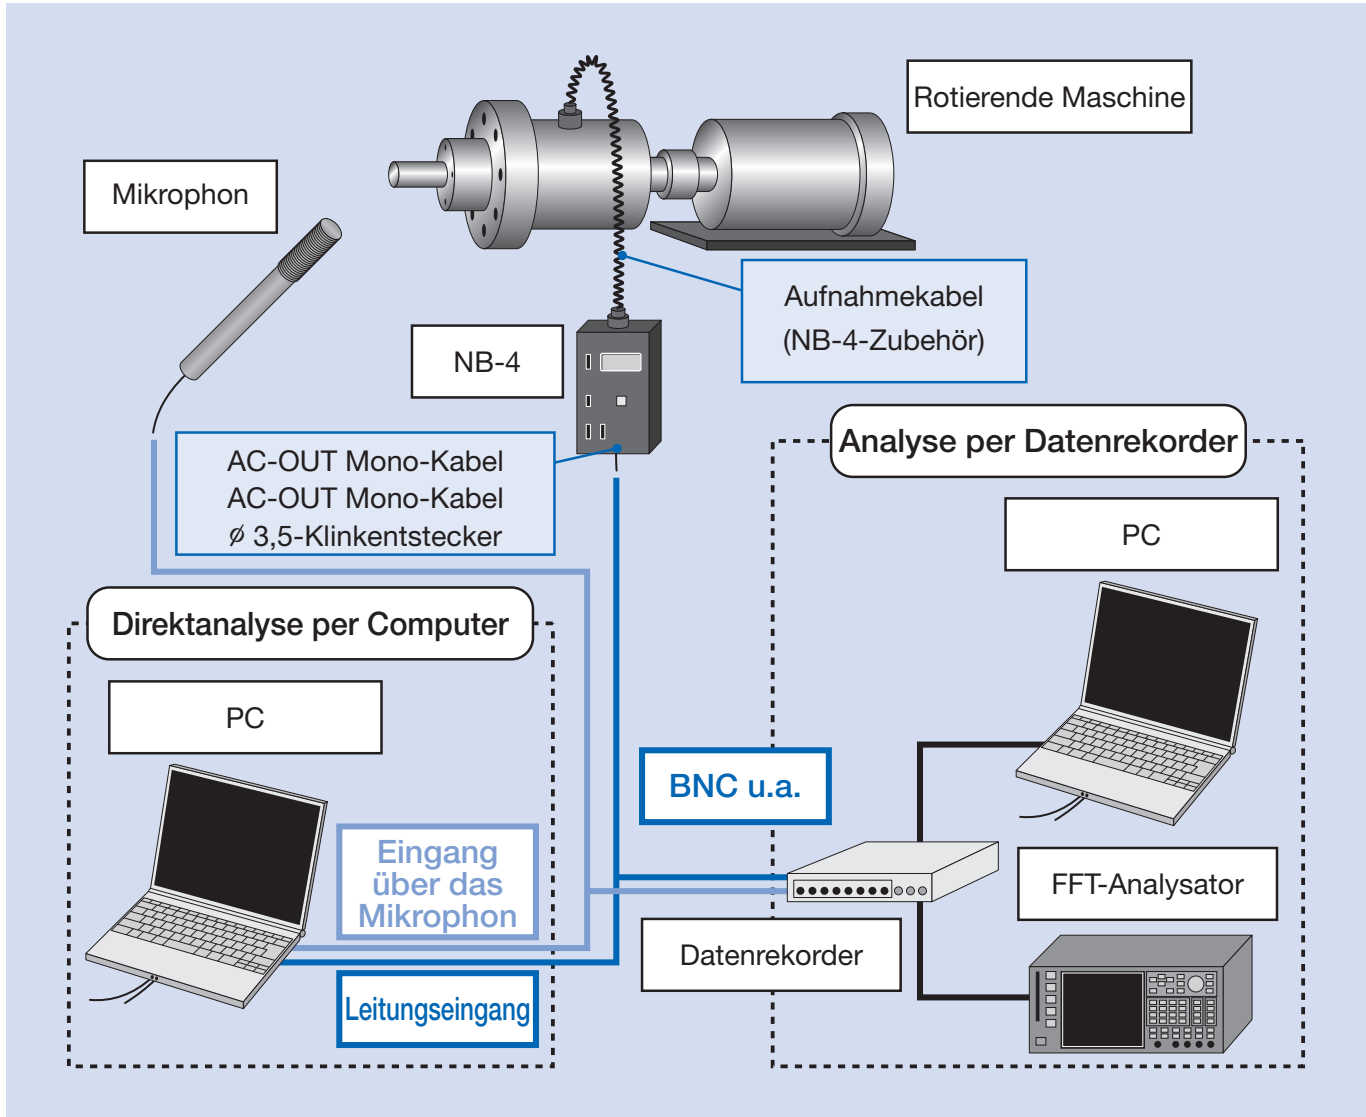 Rotierende Maschine
Mikrophon
Aufnahmekabel
(NB-4-Zubehör)
NB-4
AC-OUT Mono-Kabel
AC-OUT Mono-Kabel
ø 3,5-Klinkentstecker
Analyse per Datenrekorder
PC
Direktanalyse per Computer
PC
BNC u.a.
Eingang
über das
Mikrophon
FFT-Analysator
Datenrekorder
Leitungseingang